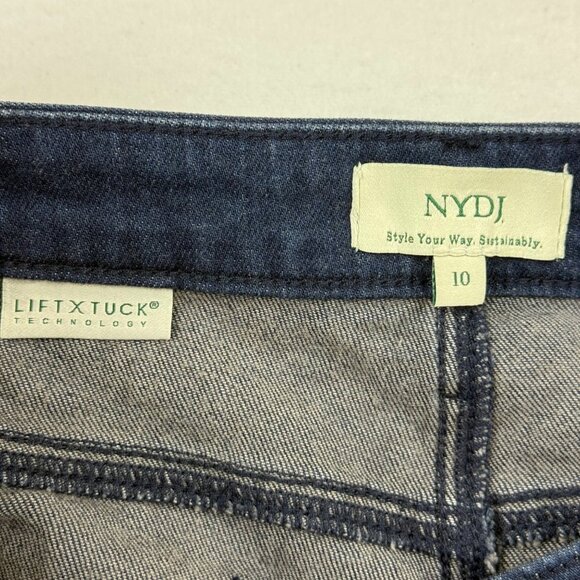 NYDJ
Style Your Way. Sustainably.
10
LIFTXTUCK®
TECHNOLOGY